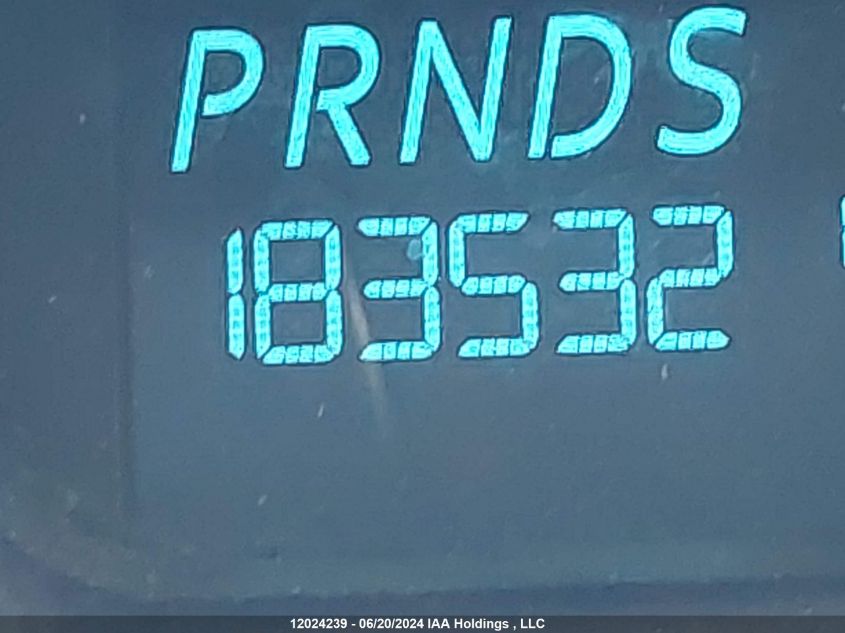 PRNDS
183532
12024239 - 06/20/2024 IAA Holdings , LLC